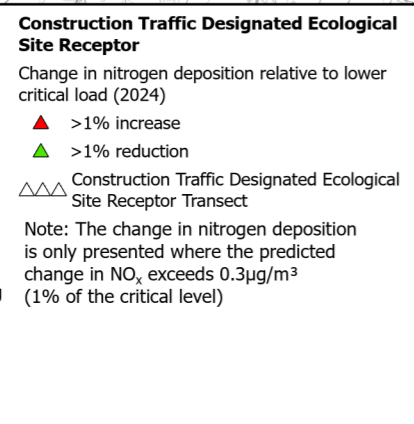 Construction Traffic Designated Ecological
Site Receptor
Change in nitrogen deposition relative to lower
critical load (2024)
>1% increase
>1% reduction
Construction Traffic Designated Ecological
Site Receptor Transect
Note: The change in nitrogen deposition
is only presented where the predicted
change in NOₓ exceeds 0.3µg/m³
(1% of the critical level)